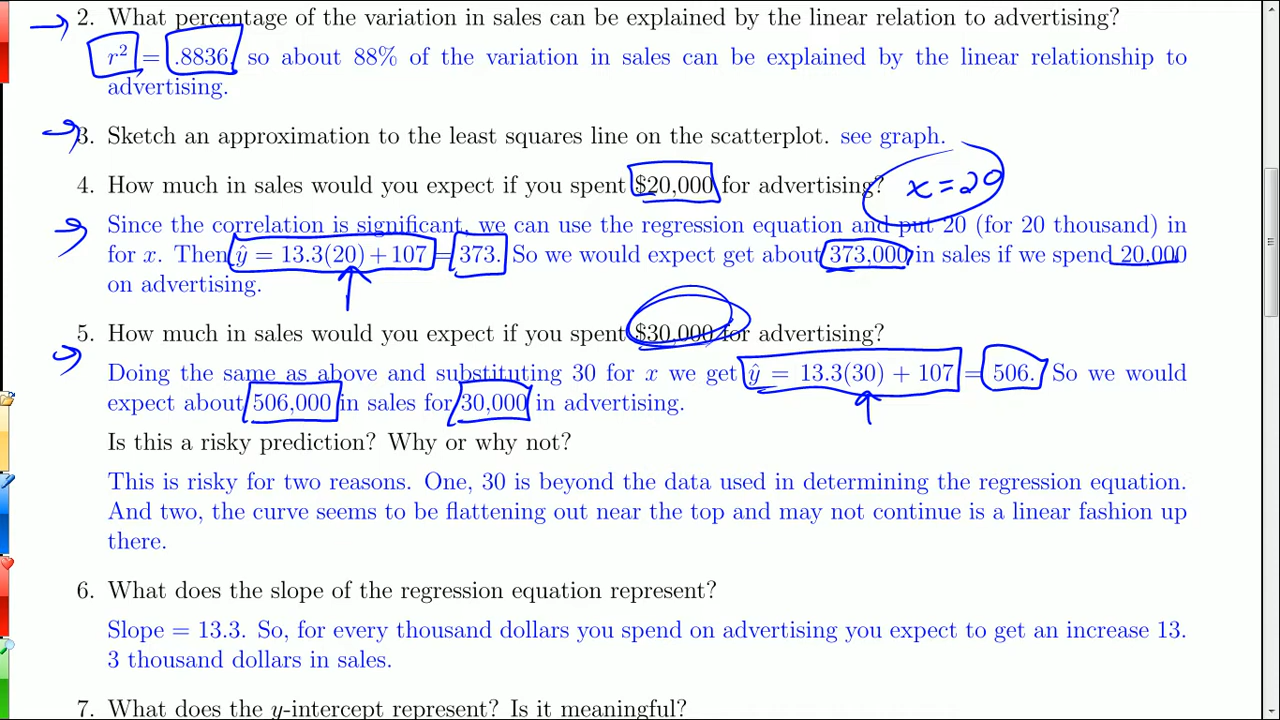 2. What percentage of the variation in sales can be explained by the linear relation to advertising?
r² = .8836, so about 88% of the variation in sales can be explained by the linear relationship to
advertising.
3. Sketch an approximation to the least squares line on the scatterplot. see graph.
4. How much in sales would you expect if you spent $20,000 for advertising? x = 20
Since the correlation is significant, we can use the regression equation and put 20 (for 20 thousand) in
for x. Then ŷ = 13.3(20) + 107 = 373. So we would expect get about 373,000 in sales if we spend 20,000
on advertising.
5. How much in sales would you expect if you spent $30,000 for advertising?
Doing the same as above and substituting 30 for x we get ŷ = 13.3(30) + 107 = 506. So we would
expect about 506,000 in sales for 30,000 in advertising.
Is this a risky prediction? Why or why not?
This is risky for two reasons. One, 30 is beyond the data used in determining the regression equation.
And two, the curve seems to be flattening out near the top and may not continue is a linear fashion up
there.
6. What does the slope of the regression equation represent?
Slope = 13.3. So, for every thousand dollars you spend on advertising you expect to get an increase 13.
3 thousand dollars in sales.
7. What does the y-intercept represent? Is it meaningful?